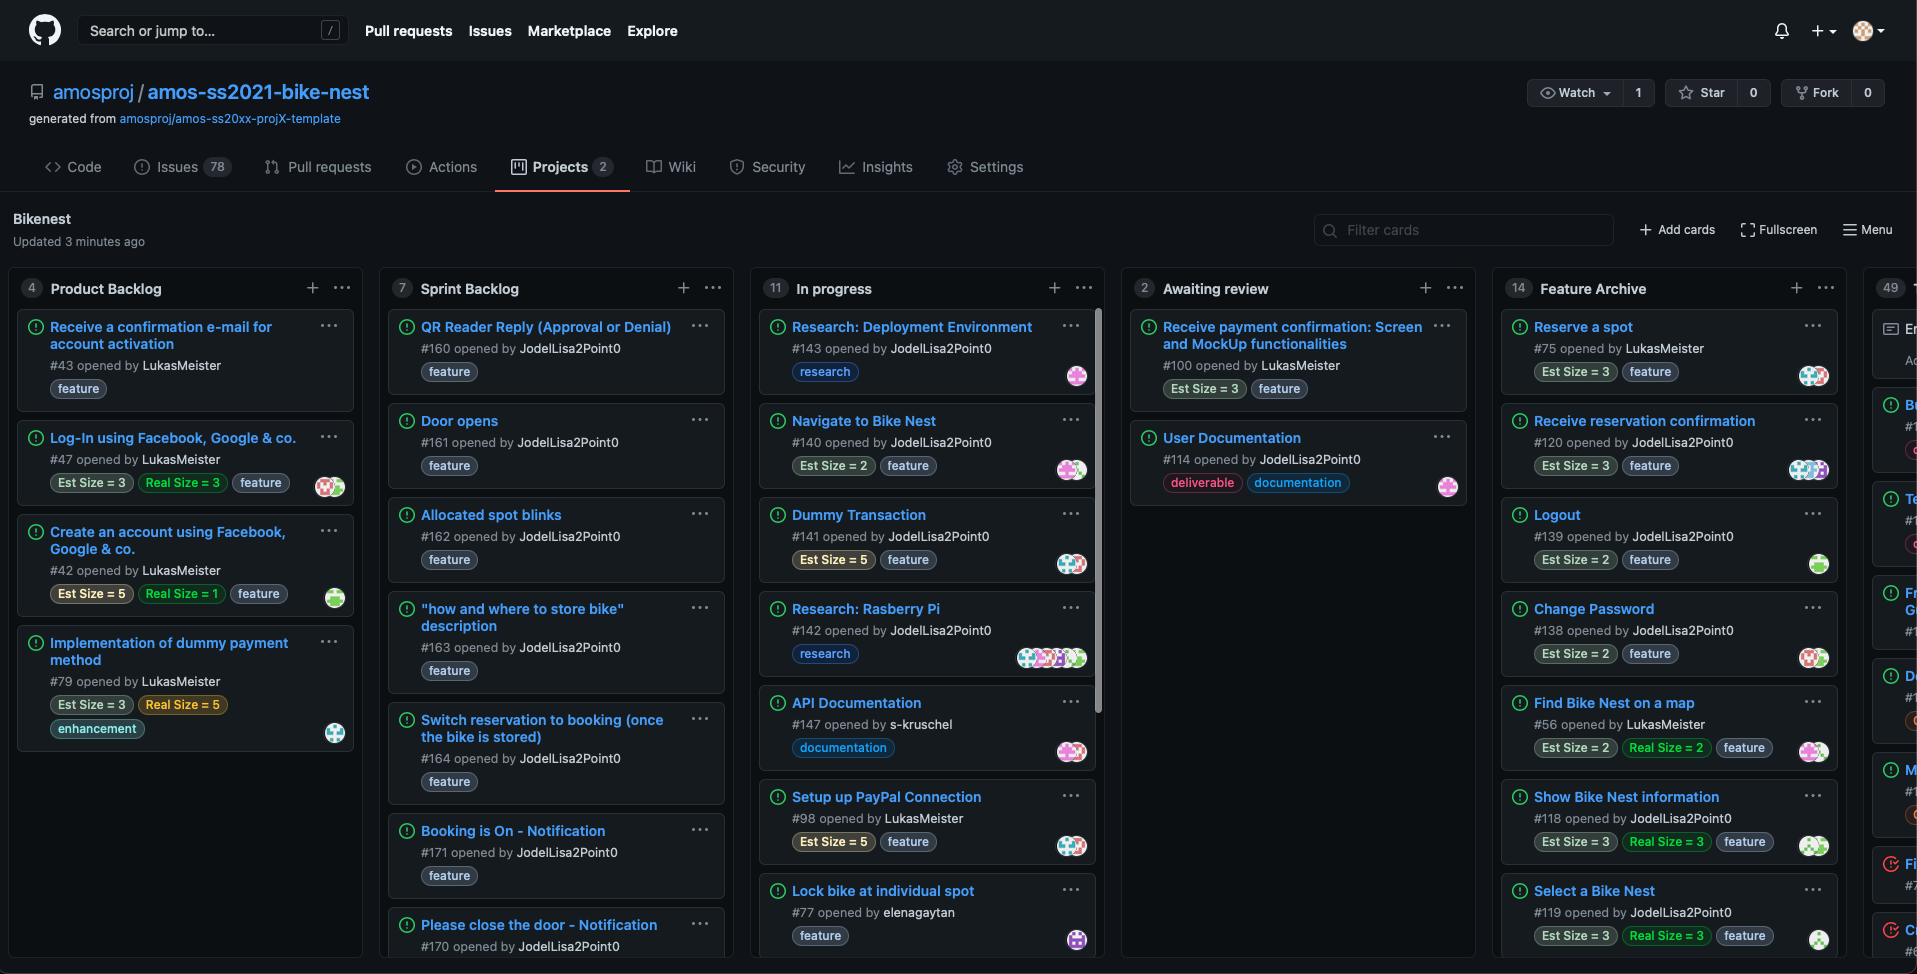 Search or jump to... /
Pull requests Issues Marketplace Explore
amosproj / amos-ss2021-bike-nest
generated from amosproj/amos-ss20xx-projX-template
Watch 1 Star 0 Fork 0
Code Issues 78 Pull requests Actions Projects 2 Wiki Security Insights Settings
Bikenest
Updated 3 minutes ago
Filter cards
Add cards Fullscreen Menu
4 Product Backlog
Receive a confirmation e-mail for
account activation
#43 opened by LukasMeister
feature
Log-In using Facebook, Google & co.
#47 opened by LukasMeister
Est Size = 3 Real Size = 3 feature
Create an account using Facebook,
Google & co.
#42 opened by LukasMeister
Est Size = 5 Real Size = 1 feature
Implementation of dummy payment
method
#79 opened by LukasMeister
Est Size = 3 Real Size = 5
enhancement
7 Sprint Backlog
QR Reader Reply (Approval or Denial)
#160 opened by JodelLisa2Point0
feature
Door opens
#161 opened by JodelLisa2Point0
feature
Allocated spot blinks
#162 opened by JodelLisa2Point0
feature
"how and where to store bike"
description
#163 opened by JodelLisa2Point0
feature
Switch reservation to booking (once
the bike is stored)
#164 opened by JodelLisa2Point0
feature
Booking is On - Notification
#171 opened by JodelLisa2Point0
feature
Please close the door - Notification
#170 opened by JodelLisa2Point0
11 In progress
Research: Deployment Environment
#143 opened by JodelLisa2Point0
research
Navigate to Bike Nest
#140 opened by JodelLisa2Point0
Est Size = 2 feature
Dummy Transaction
#141 opened by JodelLisa2Point0
Est Size = 5 feature
Research: Rasberry Pi
#142 opened by JodelLisa2Point0
research
API Documentation
#147 opened by s-kruschel
documentation
Setup up PayPal Connection
#98 opened by LukasMeister
Est Size = 5 feature
Lock bike at individual spot
#77 opened by elenagaytan
feature
2 Awaiting review
Receive payment confirmation: Screen
and MockUp functionalities
#100 opened by LukasMeister
Est Size = 3 feature
User Documentation
#114 opened by JodelLisa2Point0
deliverable documentation
14 Feature Archive
Reserve a spot
#75 opened by LukasMeister
Est Size = 3 feature
Receive reservation confirmation
#120 opened by JodelLisa2Point0
Est Size = 3 feature
Logout
#139 opened by JodelLisa2Point0
Est Size = 2 feature
Change Password
#138 opened by JodelLisa2Point0
Est Size = 2 feature
Find Bike Nest on a map
#56 opened by LukasMeister
Est Size = 2 Real Size = 2 feature
Show Bike Nest information
#118 opened by JodelLisa2Point0
Est Size = 3 Real Size = 3 feature
Select a Bike Nest
#119 opened by JodelLisa2Point0
Est Size = 3 Real Size = 3 feature
49